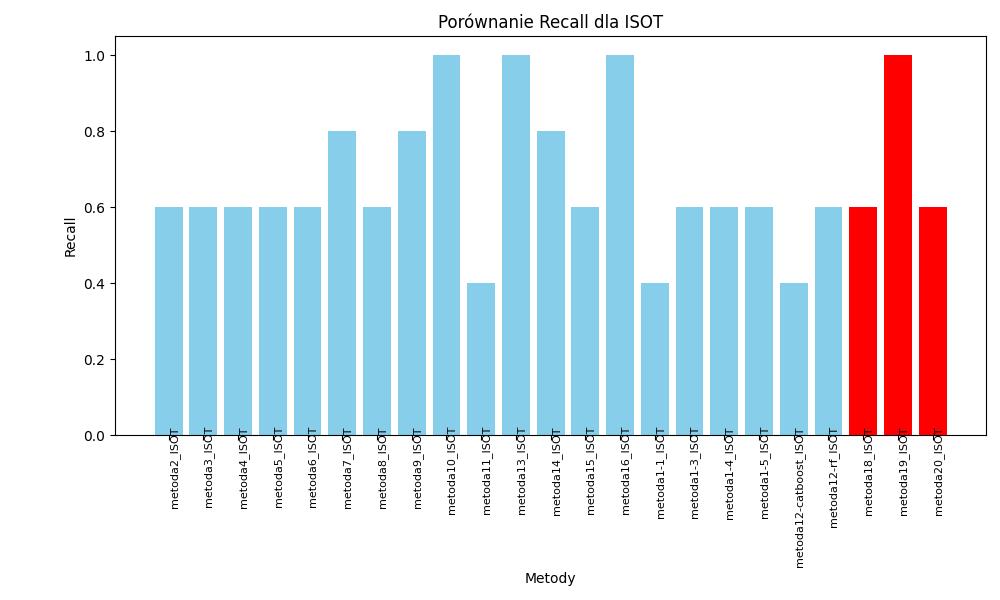 Porównanie Recall dla ISOT
Recall
1.0
0.8
0.6
0.4
0.2
0.0
metoda2_ISOT
metoda3_ISOT
metoda4_ISOT
metoda5_ISOT
metoda6_ISOT
metoda7_ISOT
metoda8_ISOT
metoda9_ISOT
metoda10_ISOT
metoda11_ISOT
metoda13_ISOT
metoda14_ISOT
metoda15_ISOT
metoda16_ISOT
metoda1-1_ISOT
metoda1-3_ISOT
metoda1-4_ISOT
metoda1-5_ISOT
metoda12-catboost_ISOT
metoda12-rf_ISOT
metoda18_ISOT
metoda19_ISOT
metoda20_ISOT
Metody